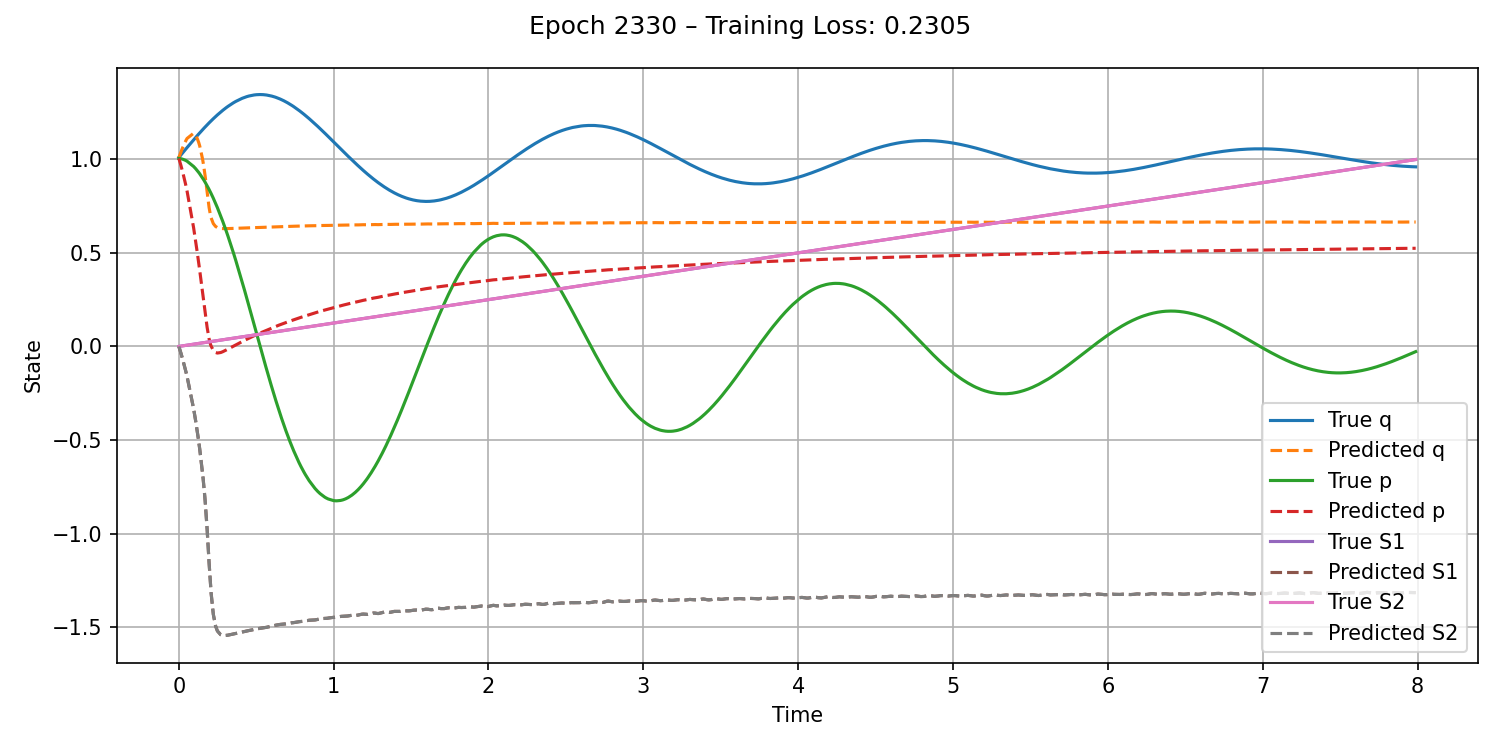 Epoch 2330 – Training Loss: 0.2305
State
1.0
0.5
0.0
−0.5
−1.0
−1.5
True q
Predicted q
True p
Predicted p
True S1
Predicted S1
True S2
Predicted S2
0 1 2 3 4 5 6 7 8
Time